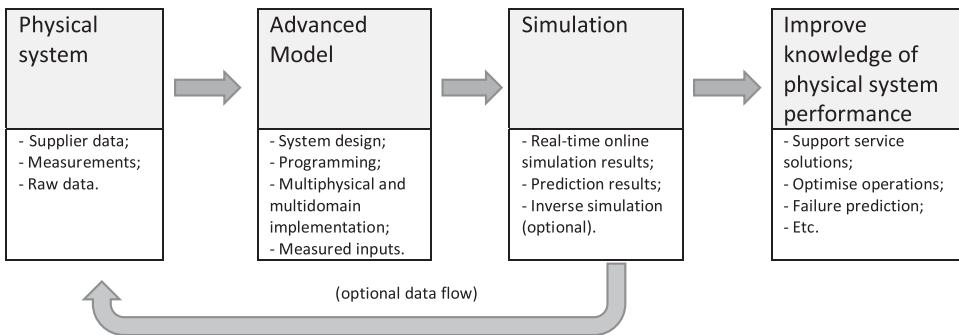 Physical
system
- Supplier data;
- Measurements;
- Raw data.
Advanced
Model
- System design;
- Programming;
- Multiphysical and
multidomain
implementation;
- Measured inputs.
Simulation
- Real-time online
simulation results;
- Prediction results;
- Inverse simulation
(optional).
Improve
knowledge of
physical system
performance
- Support service
solutions;
- Optimise operations;
- Failure prediction;
- Etc.
(optional data flow)